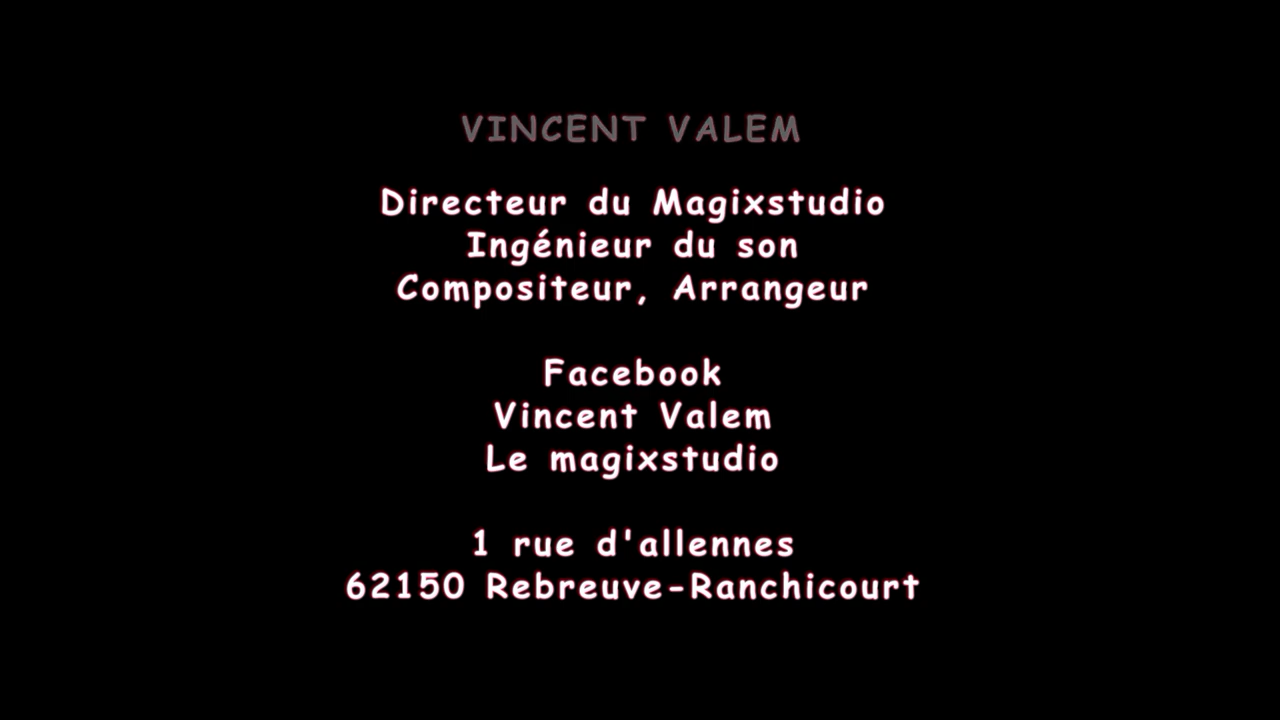 VINCENT VALEM
Directeur du Magixstudio
Ingénieur du son
Compositeur, Arrangeur
Facebook
Vincent Valem
Le magixstudio
1 rue d'allennes
62150 Rebreuve-Ranchicourt